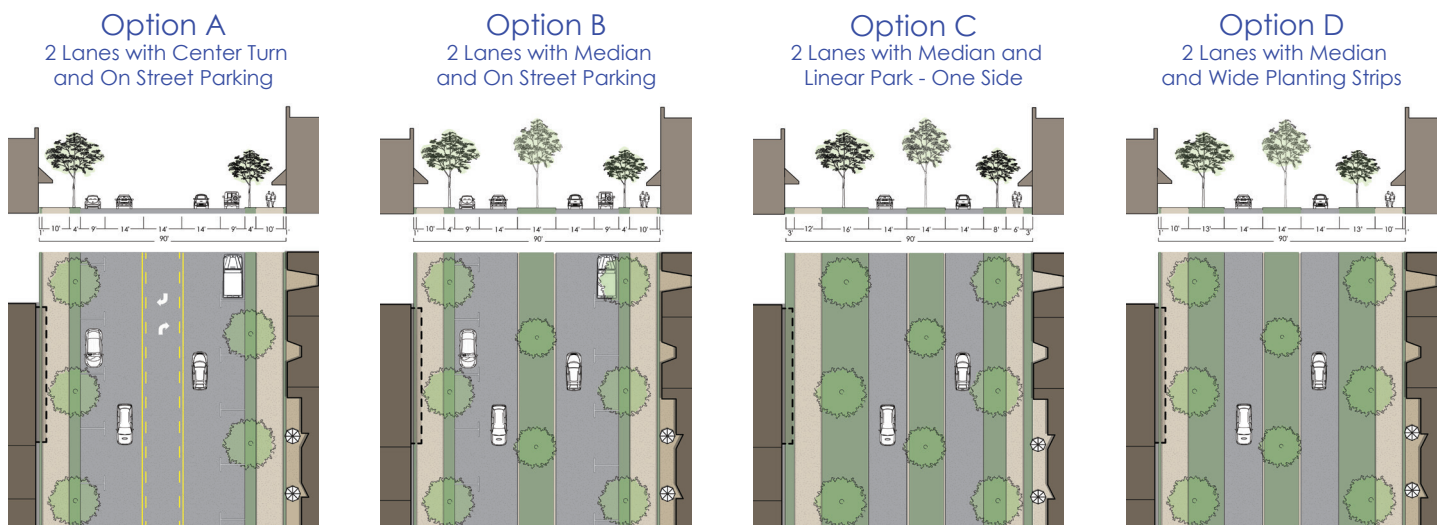 Option A
2 Lanes with Center Turn
and On Street Parking
10' 4' 9' 14' 14' 14' 9' 4' 10'
90'
Option B
2 Lanes with Median
and On Street Parking
10' 4' 9' 14' 14' 14' 9' 4' 10'
90'
Option C
2 Lanes with Median and
Linear Park - One Side
3' 12' 16' 14' 14' 14' 8' 6' 3'
90'
Option D
2 Lanes with Median
and Wide Planting Strips
10' 13' 14' 14' 14' 13' 10'
90'